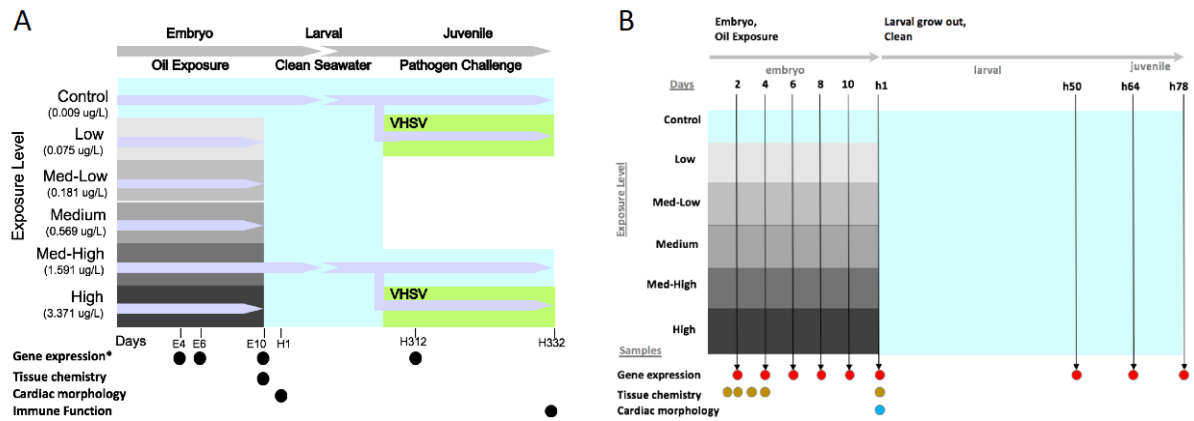 A
Embryo Larval Juvenile
Oil Exposure Clean Seawater Pathogen Challenge
Exposure Level
Control
(0.009 ug/L)
VHSV
Low
(0.075 ug/L)
Med-Low
(0.181 ug/L)
Medium
(0.569 ug/L)
Med-High
(1.591 ug/L)
VHSV
High
(3.371 ug/L)
Days E4 E6 E10 H1 H312 H332
Gene expression*
Tissue chemistry
Cardiac morphology
Immune Function
B
Embryo,
Oil Exposure
Larval grow out,
Clean
embryo larval juvenile
Days 2 4 6 8 10 h1 h50 h64 h78
Exposure Level
Control
Low
Med-Low
Medium
Med-High
High
Samples
Gene expression
Tissue chemistry
Cardiac morphology